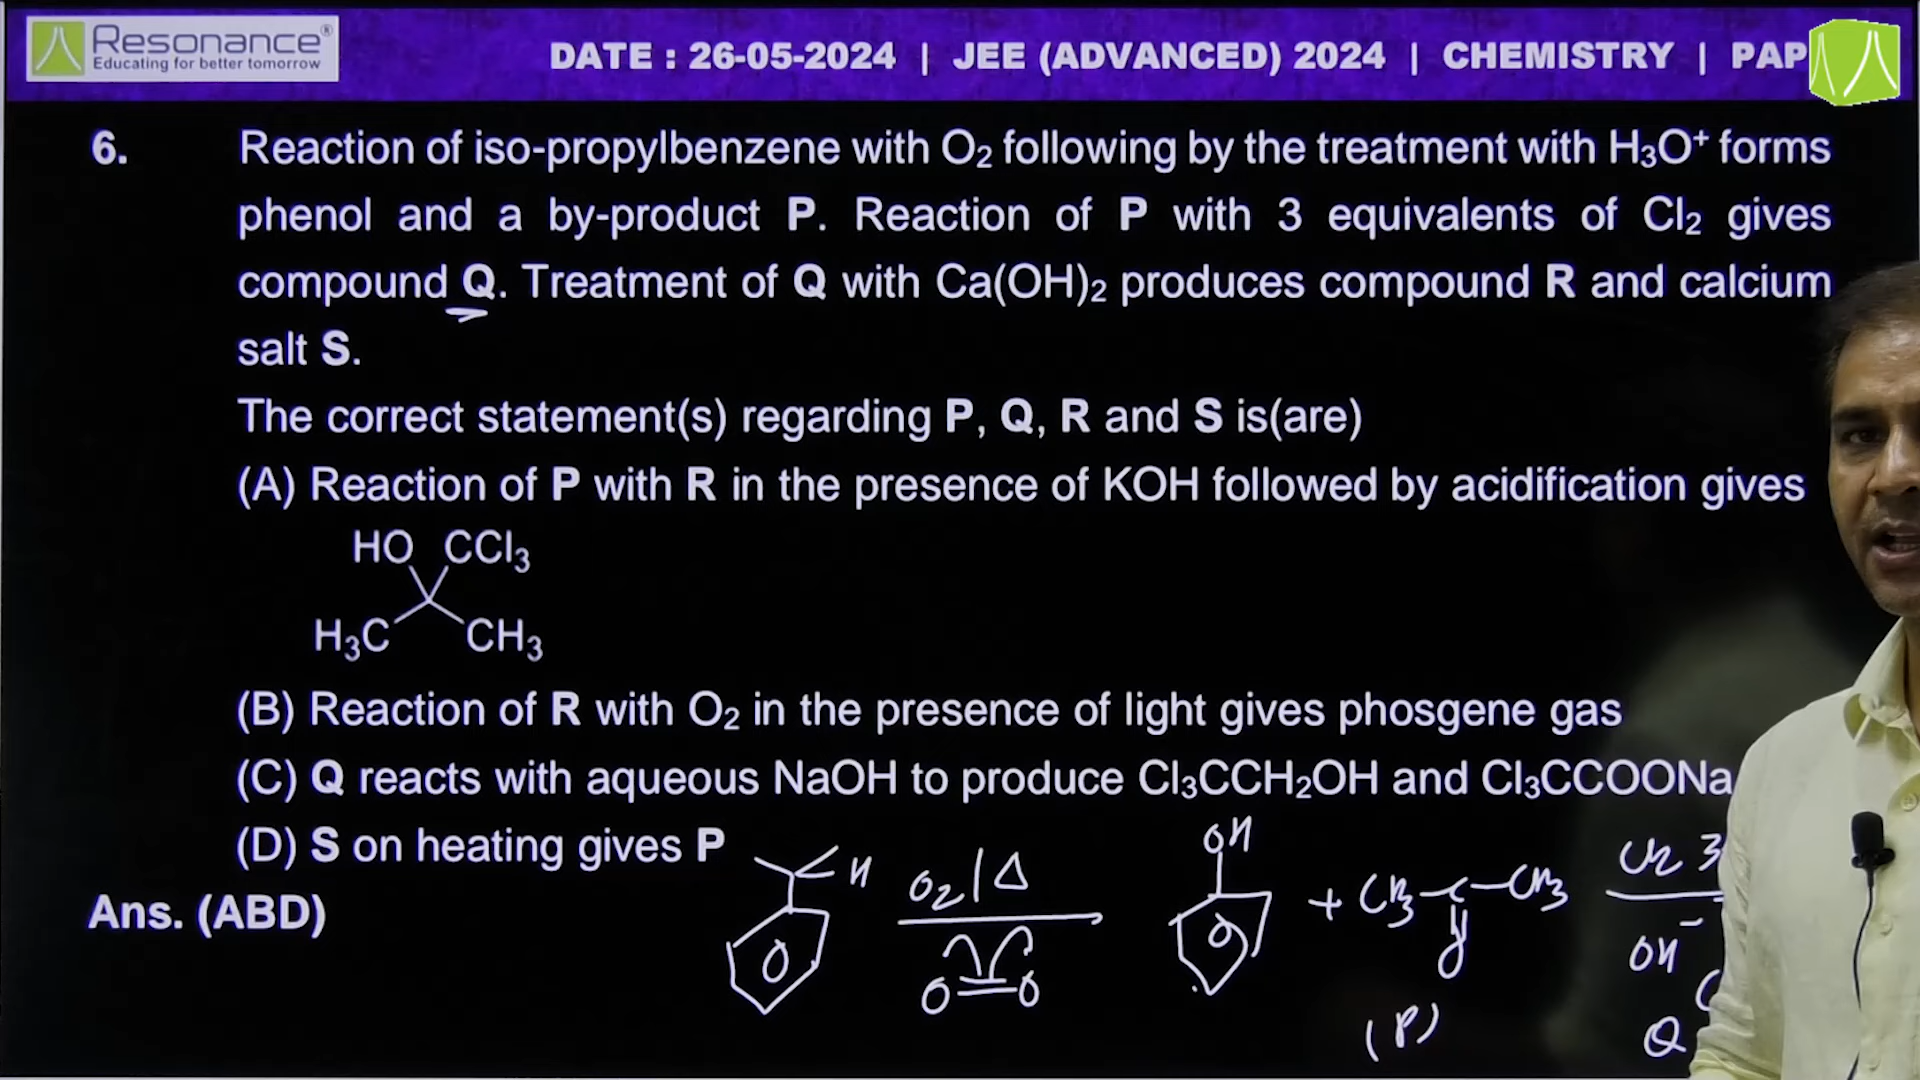 Resonance®
Educating for better tomorrow
DATE : 26-05-2024 | JEE (ADVANCED) 2024 | CHEMISTRY | PAP
6. Reaction of iso-propylbenzene with O₂ following by the treatment with H₃O⁺ forms
phenol and a by-product P. Reaction of P with 3 equivalents of Cl₂ gives
compound Q. Treatment of Q with Ca(OH)₂ produces compound R and calcium
salt S.
The correct statement(s) regarding P, Q, R and S is(are)
(A) Reaction of P with R in the presence of KOH followed by acidification gives
HO CCl₃
H₃C CH₃
(B) Reaction of R with O₂ in the presence of light gives phosgene gas
(C) Q reacts with aqueous NaOH to produce Cl₃CCH₂OH and Cl₃CCOONa
(D) S on heating gives P
Ans. (ABD)
H O₂/Δ OH + CH₃-C-CH₃ Cl₂ 3
O=O OH⁻
(P) Q